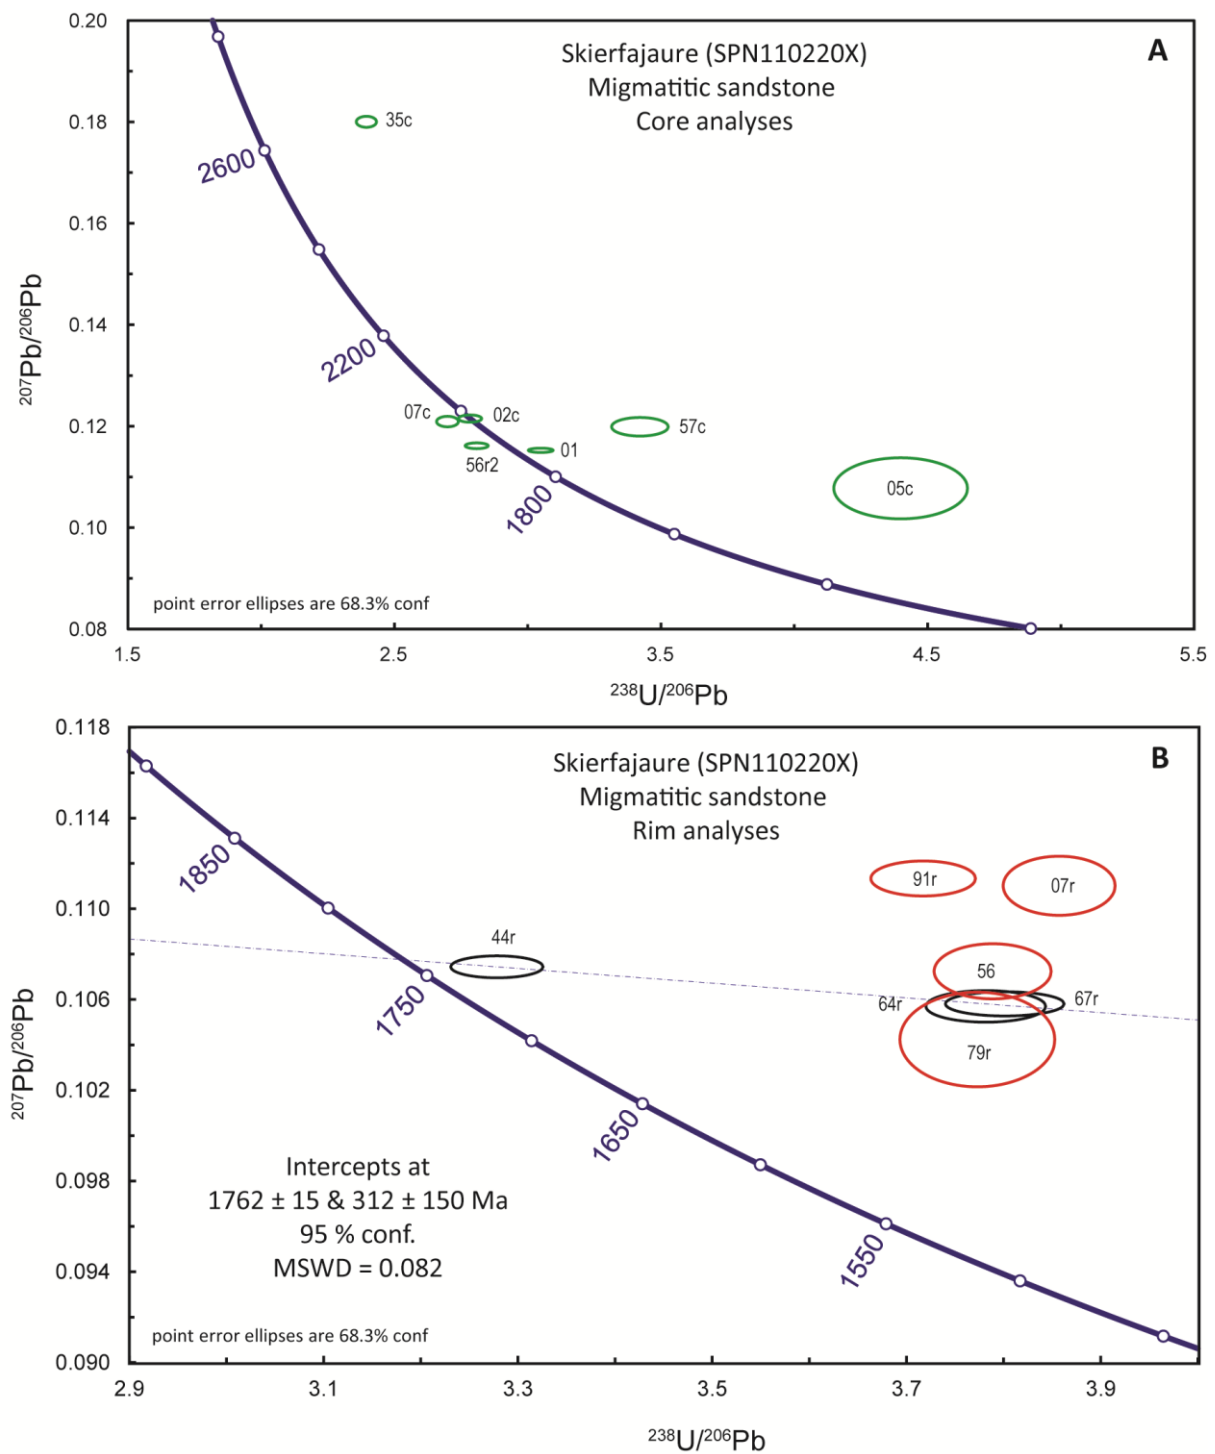 Skierfajaure (SPN110220X)
Migmatitic sandstone
Core analyses
A
0.20
0.18
0.16
0.14
0.12
0.10
0.08
²⁰⁷Pb/²⁰⁶Pb
2600
2200
1800
35c
07c
02c
56r2
01
57c
05c
point error ellipses are 68.3% conf
1.5
2.5
3.5
4.5
5.5
²³⁸U/²⁰⁶Pb
Skierfajaure (SPN110220X)
Migmatitic sandstone
Rim analyses
B
0.118
0.114
0.110
0.106
0.102
0.098
0.094
0.090
²⁰⁷Pb/²⁰⁶Pb
1850
1750
1650
1550
91r
07r
44r
56
64r
67r
79r
Intercepts at
1762 ± 15 & 312 ± 150 Ma
95 % conf.
MSWD = 0.082
point error ellipses are 68.3% conf
2.9
3.1
3.3
3.5
3.7
3.9
²³⁸U/²⁰⁶Pb